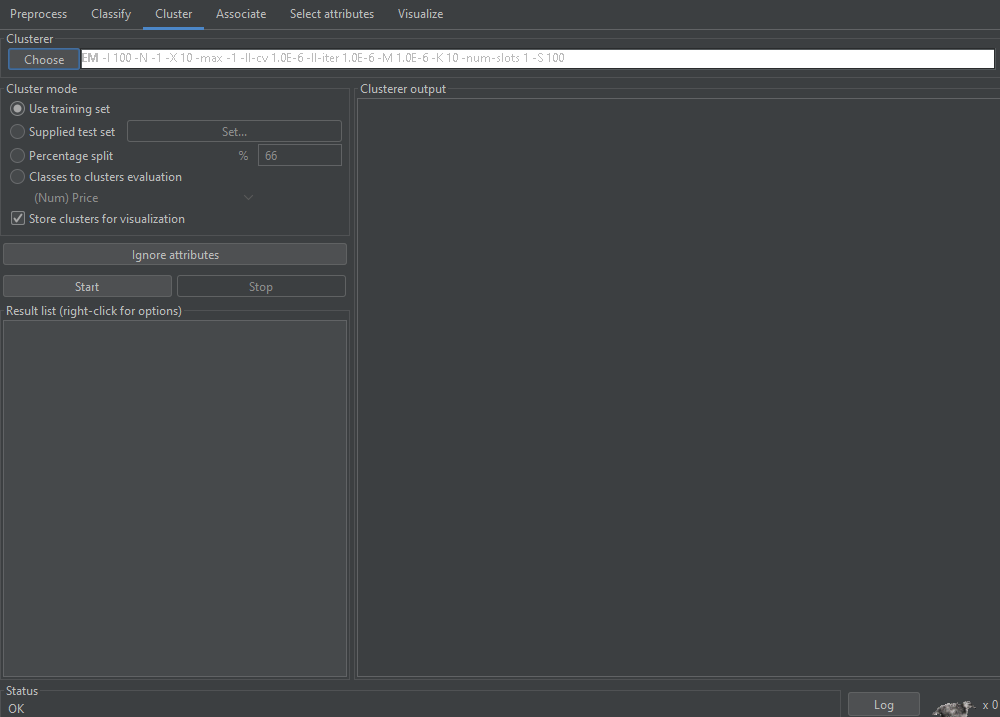 Preprocess Classify Cluster Associate Select attributes Visualize
Clusterer
Choose EM -I 100 -N -1 -X 10 -max -1 -ll-cv 1.0E-6 -ll-iter 1.0E-6 -M 1.0E-6 -K 10 -num-slots 1 -S 100
Cluster mode
Use training set
Supplied test set Set...
Percentage split % 66
Classes to clusters evaluation
(Num) Price
Store clusters for visualization
Ignore attributes
Start Stop
Result list (right-click for options)
Clusterer output
Status
OK
Log x 0